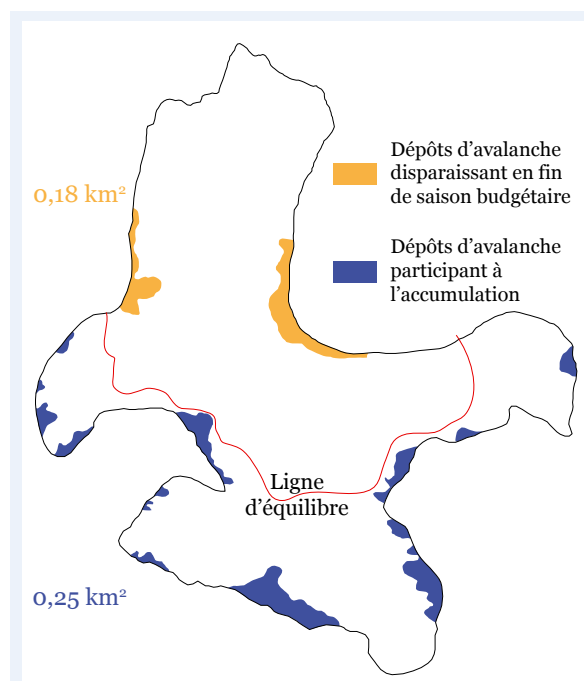 Dépôts d’avalanche
disparaissant en fin
de saison budgétaire
0,18 km²
Dépôts d’avalanche
participant à
l’accumulation
Ligne
d’équilibre
0,25 km²